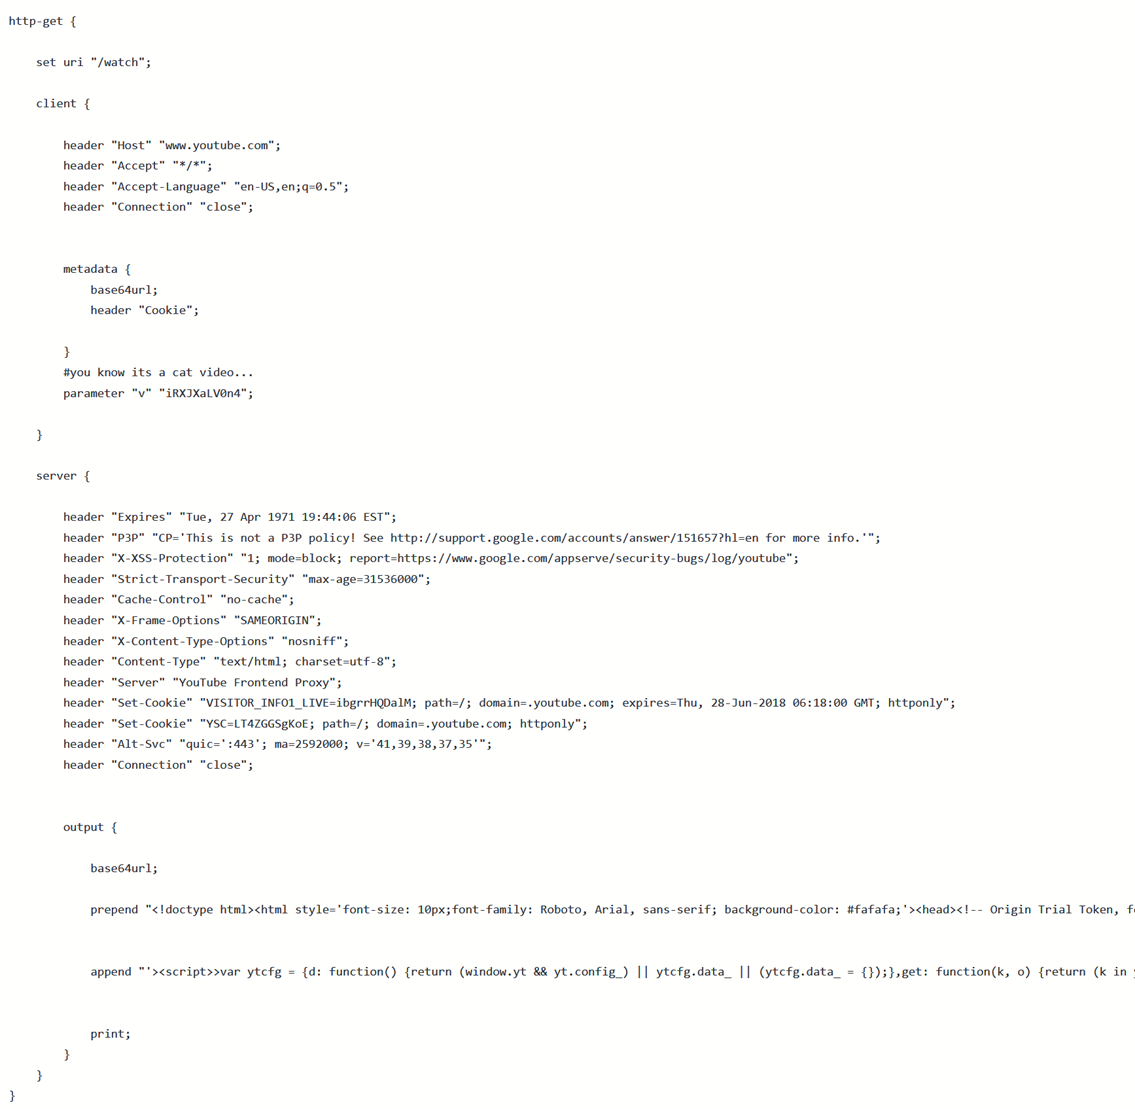 http-get {
set uri "/watch";
client {
header "Host" "www.youtube.com";
header "Accept" "*/*";
header "Accept-Language" "en-US,en;q=0.5";
header "Connection" "close";
metadata {
base64url;
header "Cookie";
}
#you know its a cat video...
parameter "v" "iRXJXaLV0n4";
}
server {
header "Expires" "Tue, 27 Apr 1971 19:44:06 EST";
header "P3P" "CP='This is not a P3P policy! See http://support.google.com/accounts/answer/151657?hl=en for more info.'";
header "X-XSS-Protection" "1; mode=block; report=https://www.google.com/appserve/security-bugs/log/youtube";
header "Strict-Transport-Security" "max-age=31536000";
header "Cache-Control" "no-cache";
header "X-Frame-Options" "SAMEORIGIN";
header "X-Content-Type-Options" "nosniff";
header "Content-Type" "text/html; charset=utf-8";
header "Server" "YouTube Frontend Proxy";
header "Set-Cookie" "VISITOR_INFO1_LIVE=ibgrrHQDalM; path=/; domain=.youtube.com; expires=Thu, 28-Jun-2018 06:18:00 GMT; httponly";
header "Set-Cookie" "YSC=LT4ZGGSgKoE; path=/; domain=.youtube.com; httponly";
header "Alt-Svc" "quic=':443'; ma=2592000; v='41,39,38,37,35'";
header "Connection" "close";
output {
base64url;
prepend "<!doctype html><html style='font-size: 10px;font-family: Roboto, Arial, sans-serif; background-color: #fafafa;'><head><!-- Origin Trial Token,
append "'><script>>var ytcfg = {d: function() {return (window.yt && yt.config_) || ytcfg.data_ || (ytcfg.data_ = {});},get: function(k, o) {return (k in
print;
}
}
}